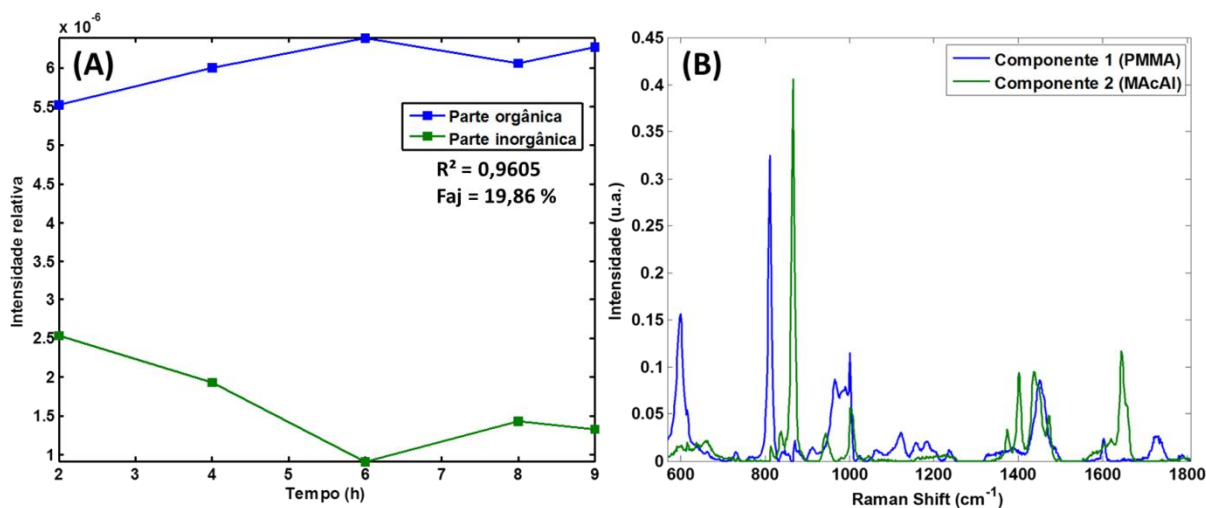 x 10⁻⁶
(A)
6
5.5
5
4.5
4
3.5
3
2.5
2
1.5
1
Intensidade relativa
Parte orgânica
Parte inorgânica
R² = 0,9605
Faj = 19,86 %
2 3 4 5 6 7 8 9
Tempo (h)
(B)
Componente 1 (PMMA)
Componente 2 (MAcAl)
0.45
0.4
0.35
0.3
0.25
0.2
0.15
0.1
0.05
0
Intensidade (u.a.)
600 800 1000 1200 1400 1600 1800
Raman Shift (cm⁻¹)